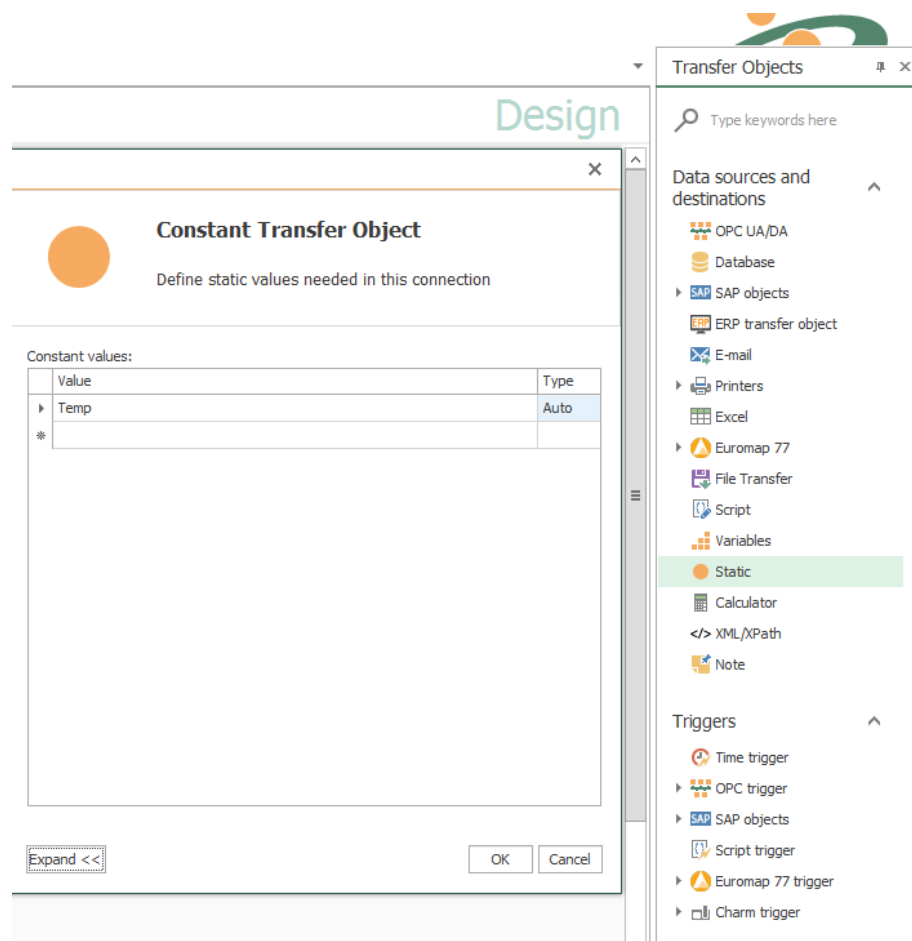 Design
Constant Transfer Object
Define static values needed in this connection
Constant values:
Value Type
Temp Auto
Expand <<
OK Cancel
Transfer Objects
Type keywords here
Data sources and
destinations
OPC UA/DA
Database
SAP SAP objects
ERP ERP transfer object
E-mail
Printers
Excel
Euromap 77
File Transfer
Script
Variables
Static
Calculator
</> XML/XPath
Note
Triggers
Time trigger
OPC trigger
SAP SAP objects
Script trigger
Euromap 77 trigger
Charm trigger